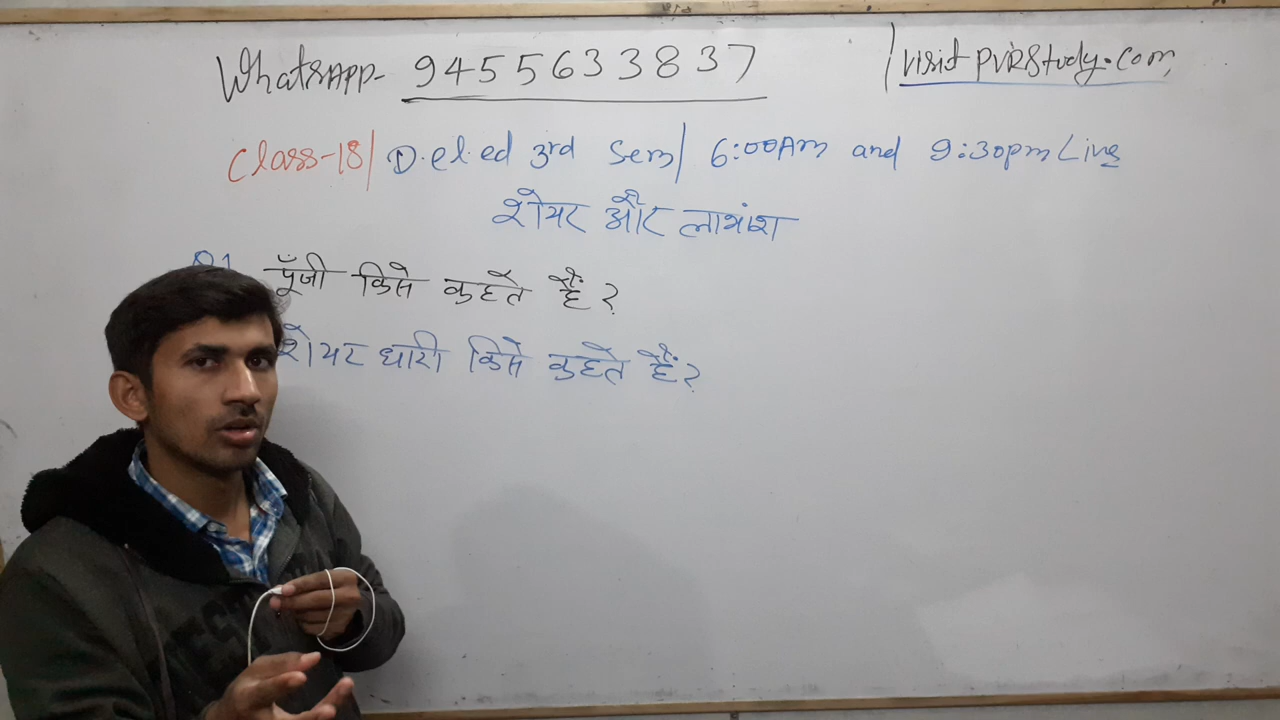 WhatsAPP- 9455633837 / visit PVRStudy.com
Class-18/ D.el.ed 3rd Sem/ 6:00Am and 9:30pm Live
शेयर और लाभांश
Q1 पूँजी किसे कहते हैं?
शेयर धारी किसे कहते हैं?